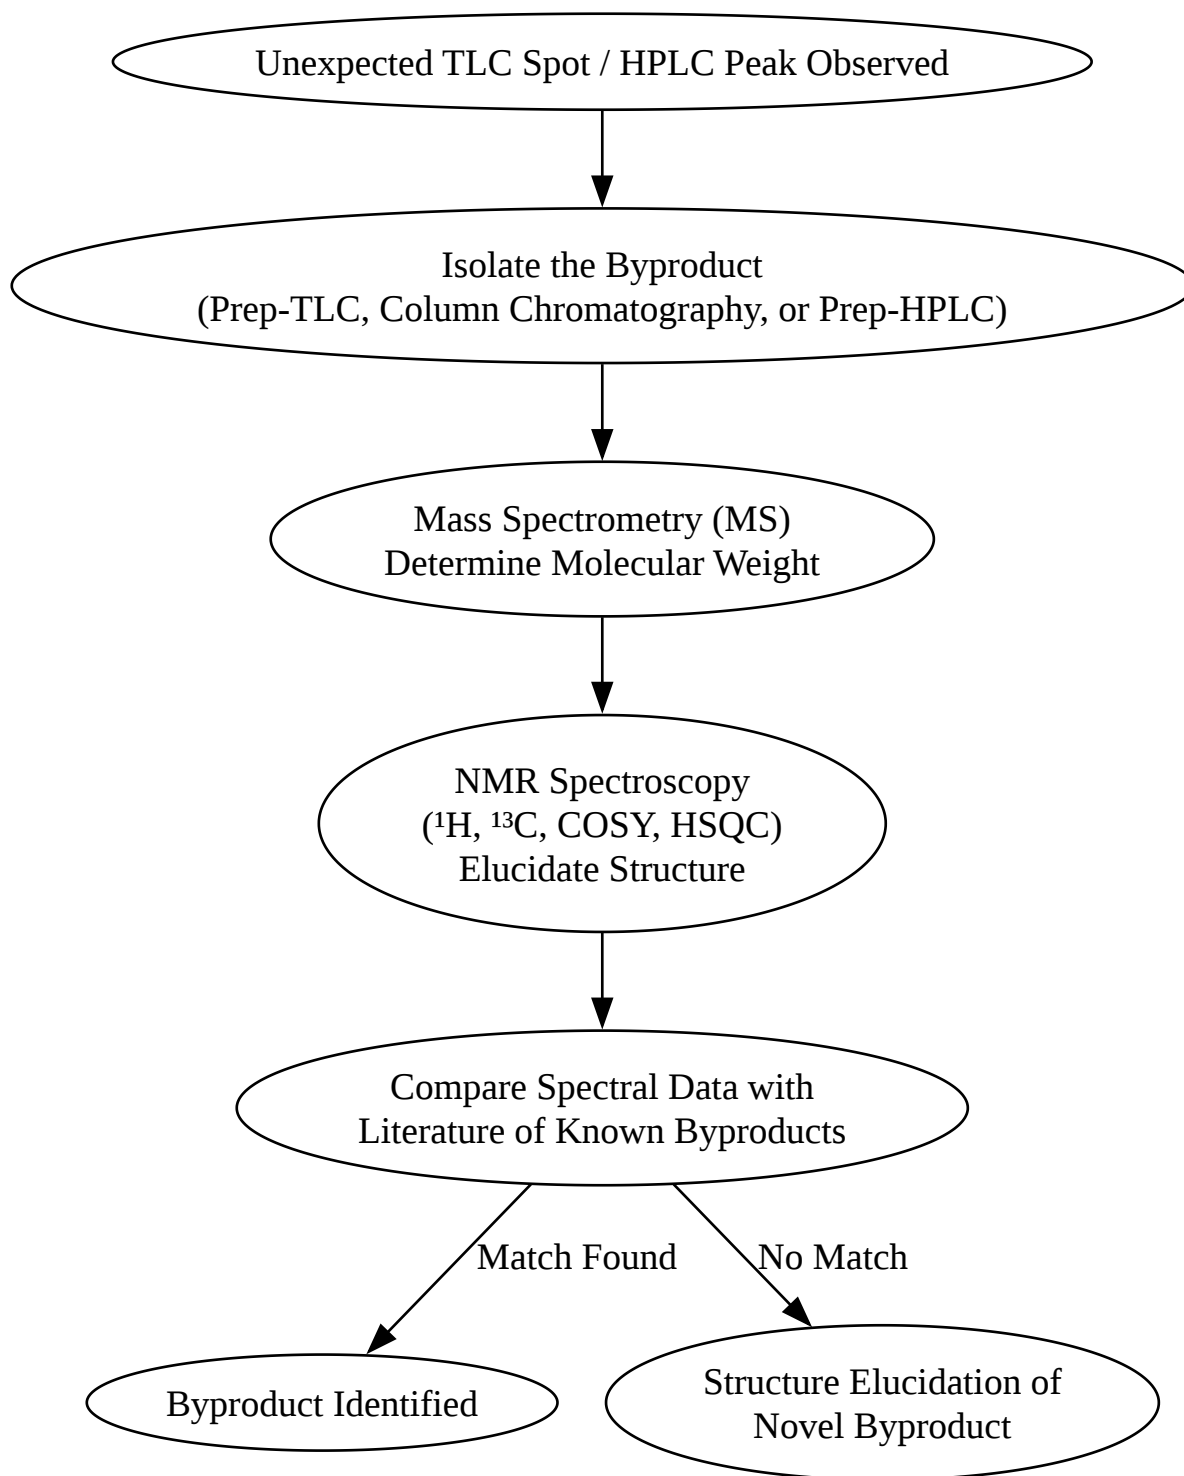 Unexpected TLC Spot / HPLC Peak Observed
Isolate the Byproduct
(Prep-TLC, Column Chromatography, or Prep-HPLC)
Mass Spectrometry (MS)
Determine Molecular Weight
NMR Spectroscopy
(¹H, ¹³C, COSY, HSQC)
Elucidate Structure
Compare Spectral Data with
Literature of Known Byproducts
Match Found
No Match
Byproduct Identified
Structure Elucidation of
Novel Byproduct